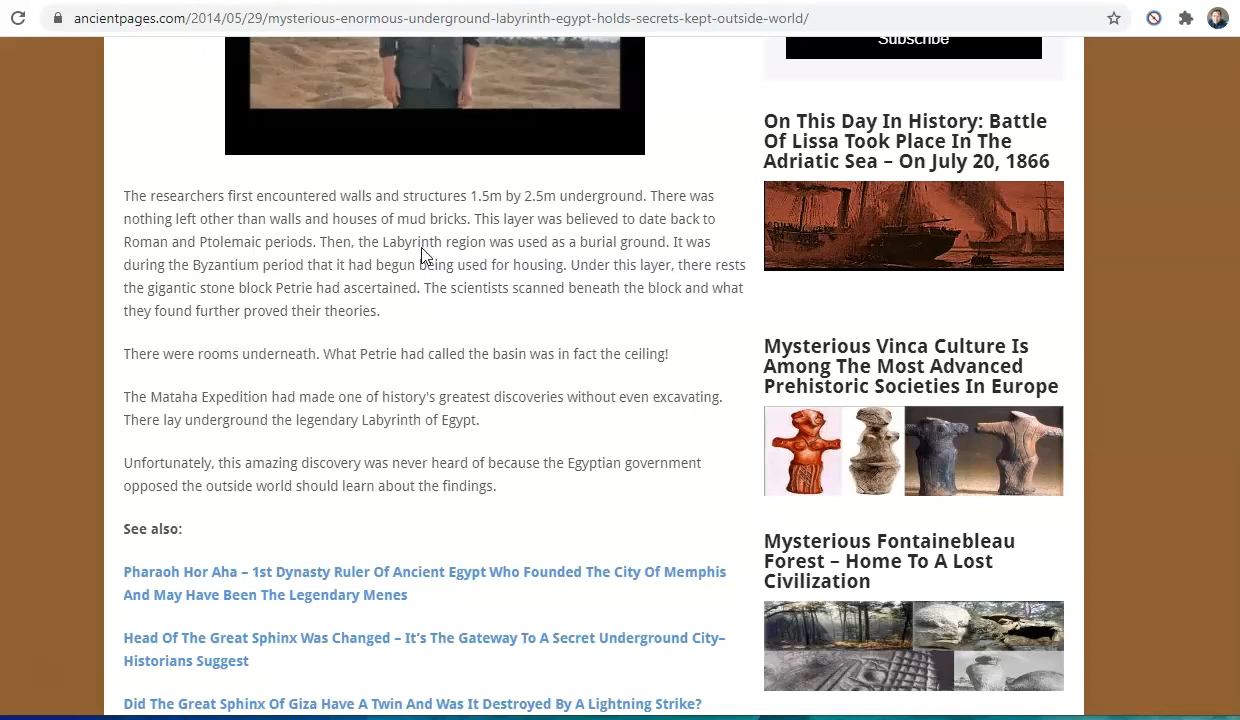 ancientpages.com/2014/05/29/mysterious-enormous-underground-labyrinth-egypt-holds-secrets-kept-outside-world/
Subscribe
The researchers first encountered walls and structures 1.5m by 2.5m underground. There was
nothing left other than walls and houses of mud bricks. This layer was believed to date back to
Roman and Ptolemaic periods. Then, the Labyrinth region was used as a burial ground. It was
during the Byzantium period that it had begun being used for housing. Under this layer, there rests
the gigantic stone block Petrie had ascertained. The scientists scanned beneath the block and what
they found further proved their theories.
There were rooms underneath. What Petrie had called the basin was in fact the ceiling!
The Mataha Expedition had made one of history's greatest discoveries without even excavating.
There lay underground the legendary Labyrinth of Egypt.
Unfortunately, this amazing discovery was never heard of because the Egyptian government
opposed the outside world should learn about the findings.
See also:
Pharaoh Hor Aha – 1st Dynasty Ruler Of Ancient Egypt Who Founded The City Of Memphis
And May Have Been The Legendary Menes
Head Of The Great Sphinx Was Changed – It's The Gateway To A Secret Underground City–
Historians Suggest
Did The Great Sphinx Of Giza Have A Twin And Was It Destroyed By A Lightning Strike?
On This Day In History: Battle
Of Lissa Took Place In The
Adriatic Sea – On July 20, 1866
Mysterious Vinca Culture Is
Among The Most Advanced
Prehistoric Societies In Europe
Mysterious Fontainebleau
Forest – Home To A Lost
Civilization